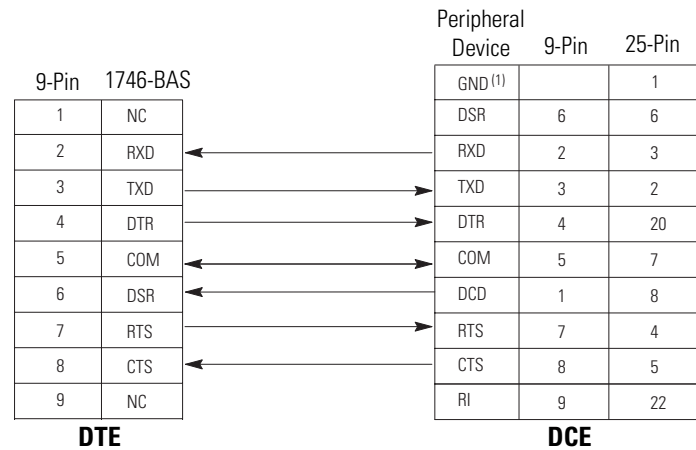 Peripheral
Device 9-Pin 25-Pin
9-Pin 1746-BAS
GND (1) 1
1 NC DSR 6 6
2 RXD RXD 2 3
3 TXD TXD 3 2
4 DTR DTR 4 20
5 COM COM 5 7
6 DSR DCD 1 8
7 RTS RTS 7 4
8 CTS CTS 8 5
9 NC RI 9 22
DTE DCE